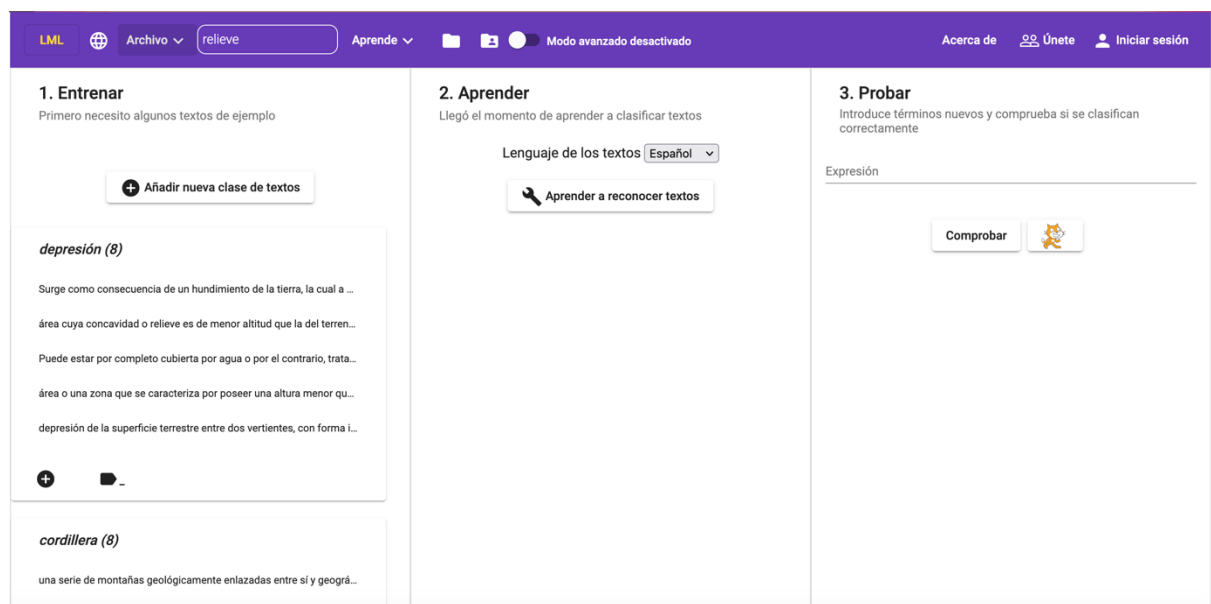 LML Archivo relieve Aprende Modo avanzado desactivado Acerca de Únete Iniciar sesión
1. Entrenar
Primero necesito algunos textos de ejemplo
Añadir nueva clase de textos
depresión (8)
Surge como consecuencia de un hundimiento de la tierra, la cual a ...
área cuya concavidad o relieve es de menor altitud que la del terren...
Puede estar por completo cubierta por agua o por el contrario, trata...
área o una zona que se caracteriza por poseer una altura menor qu...
depresión de la superficie terrestre entre dos vertientes, con forma i...
cordillera (8)
una serie de montañas geológicamente enlazadas entre sí y geográ...
2. Aprender
Llegó el momento de aprender a clasificar textos
Lenguaje de los textos Español
Aprender a reconocer textos
3. Probar
Introduce términos nuevos y comprueba si se clasifican
correctamente
Expresión
Comprobar